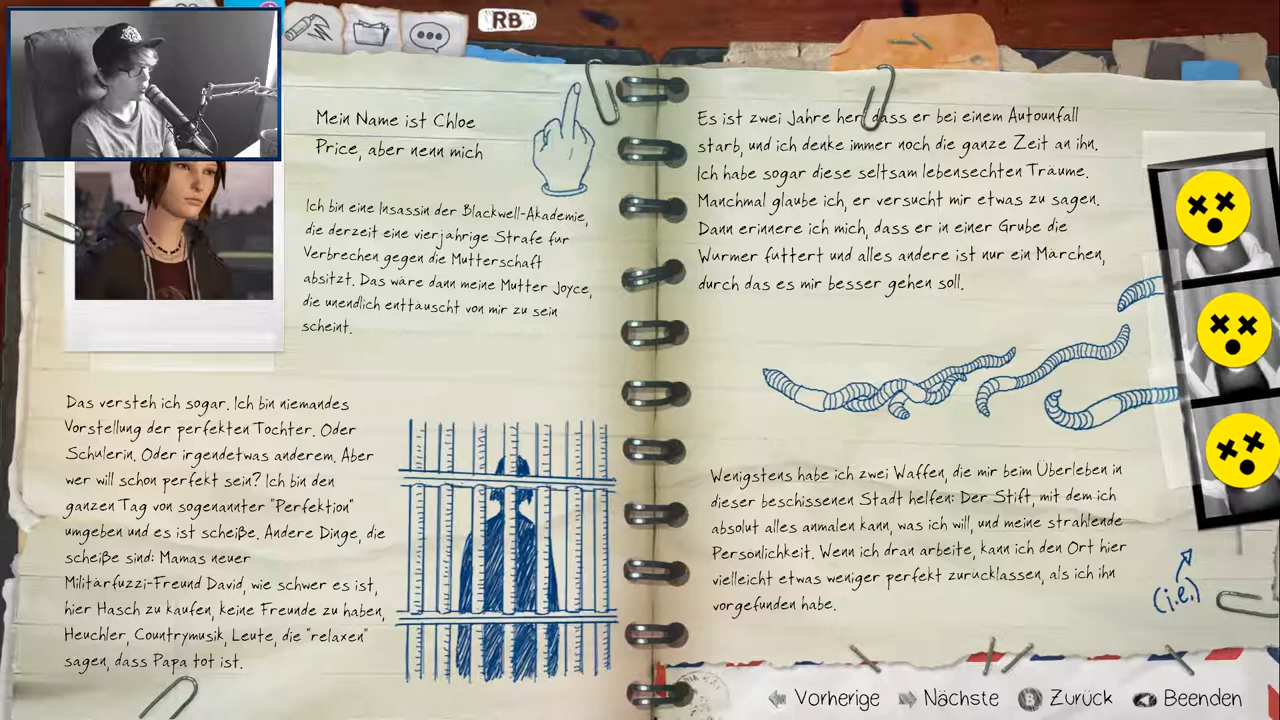 RB
Mein Name ist Chloe
Price, aber nenn mich
Ich bin eine Insassin der Blackwell-Akademie,
die derzeit eine vierjahrige Strafe fur
Verbrechen gegen die Mutterschaft
absitzt. Das ware dann meine Mutter Joyce,
die unendlich enttäuscht von mir zu sein
scheint.
Das versteh ich sogar. Ich bin niemandes
Vorstellung der perfekten Tochter. Oder
Schulerin. Oder irgendetwas anderem. Aber
wer will schon perfekt sein? Ich bin den
ganzen Tag von sogenannter "Perfektion"
umgeben und es ist scheiße. Andere Dinge, die
scheiße sind: Mamas neuer
Militärfuzzi-Freund David, wie schwer es ist,
hier Hasch zu kaufen, keine Freunde zu haben,
Heuchler, Countrymusik, Leute, die "relaxen"
sagen, dass Papa tot ist.
Es ist zwei Jahre her, dass er bei einem Autounfall
starb, und ich denke immer noch die ganze Zeit an ihn.
Ich habe sogar diese seltsam lebensechten Träume.
Manchmal glaube ich, er versucht mir etwas zu sagen.
Dann erinnere ich mich, dass er in einer Grube die
Wurmer futtert und alles andere ist nur ein Märchen,
durch das es mir besser gehen soll.
Wenigstens habe ich zwei Waffen, die mir beim Überleben in
dieser beschissenen Stadt helfen: Der Stift, mit dem ich
absolut alles anmalen kann, was ich will, und meine strahlende
Persönlichkeit. Wenn ich dran arbeite, kann ich den Ort hier
vielleicht etwas weniger perfekt zurücklassen, als ich ihn
vorgefunden habe.
(i.e.)
Vorherige
Nächste
B Zurück
Beenden